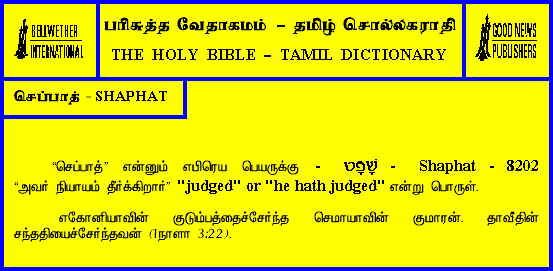 BELLWETHER
INTERNATIONAL
பரிசுத்த வேதாகமம் – தமிழ் சொல்லகராதி
THE HOLY BIBLE – TAMIL DICTIONARY
GOOD NEWS
PUBLISHERS
செப்பாத் - SHAPHAT
“செப்பாத்” என்னும் எபிரெய பெயருக்கு - שָׁפָט - Shaphat - 8202
“அவர் நியாயம் தீர்க்கிறார்” "judged" or "he hath judged" என்று பொருள்.
எகோனியாவின் குடும்பத்தைச்சேர்ந்த செமாயாவின் குமாரன். தாவீதின்
சந்ததியைச்சேர்ந்தவன் (1நாளா 3:22).